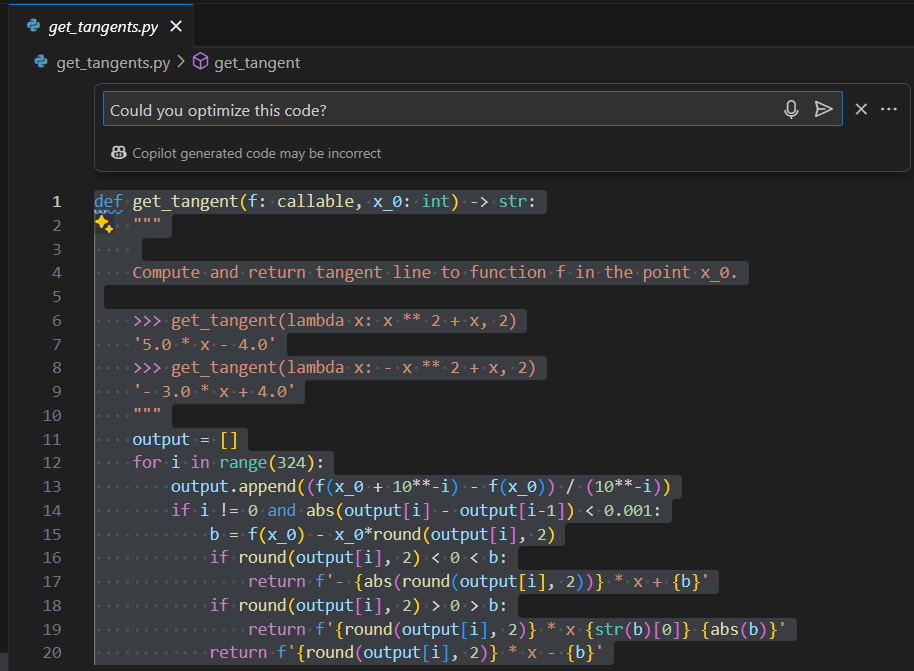 get_tangents.py
get_tangents.py > get_tangent
Could you optimize this code?
Copilot generated code may be incorrect
1 def get_tangent(f: callable, x_0: int) -> str:
2     """
3
4     Compute and return tangent line to function f in the point x_0.
5
6     >>> get_tangent(lambda x: x ** 2 + x, 2)
7     '5.0 * x - 4.0'
8     >>> get_tangent(lambda x: - x ** 2 + x, 2)
9     '- 3.0 * x + 4.0'
10     """
11     output = []
12     for i in range(324):
13         output.append((f(x_0 + 10**-i) - f(x_0)) / (10**-i))
14         if i != 0 and abs(output[i] - output[i-1]) < 0.001:
15             b = f(x_0) - x_0*round(output[i], 2)
16             if round(output[i], 2) < 0 < b:
17                 return f'- {abs(round(output[i], 2))} * x + {b}'
18             if round(output[i], 2) > 0 > b:
19                 return f'{round(output[i], 2)} * x {str(b)[0]} {abs(b)}'
20             return f'{round(output[i], 2)} * x - {b}'